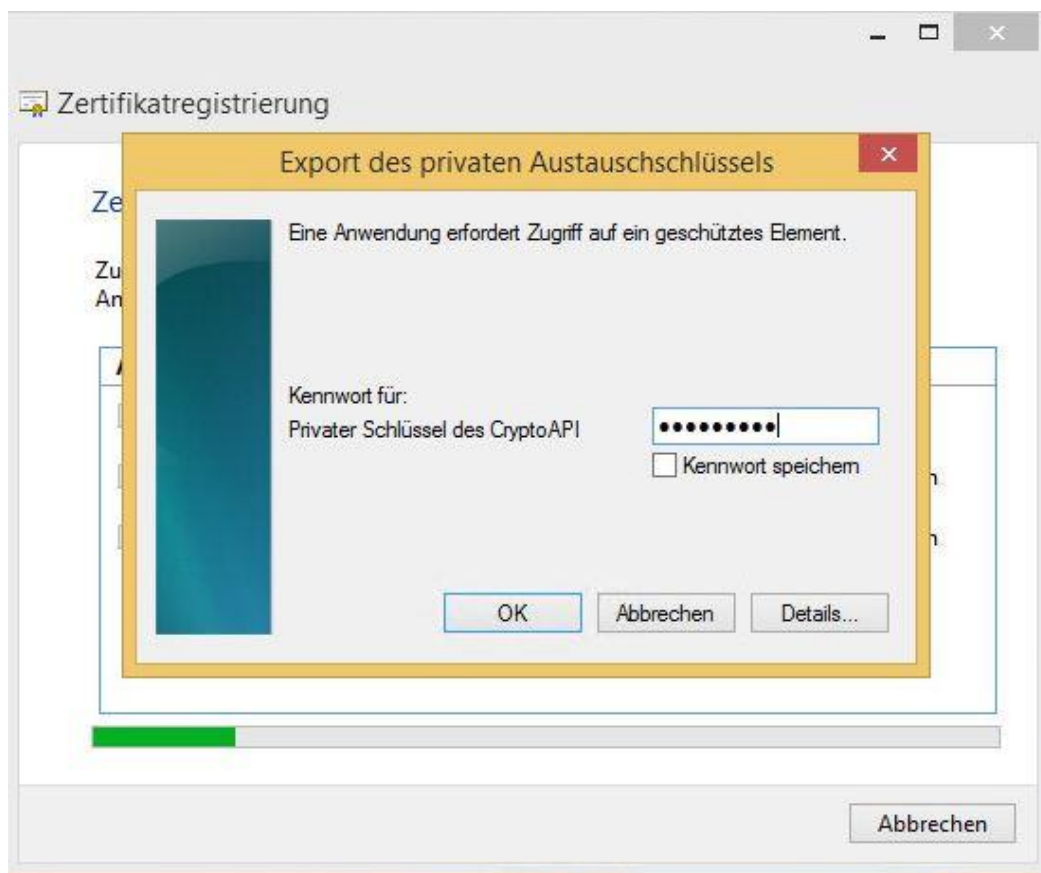 Zertifikatregistrierung
Export des privaten Austauschschlüssels
Eine Anwendung erfordert Zugriff auf ein geschütztes Element.
Kennwort für:
Privater Schlüssel des CryptoAPI
Kennwort speichern
OK
Abbrechen
Details...
Abbrechen